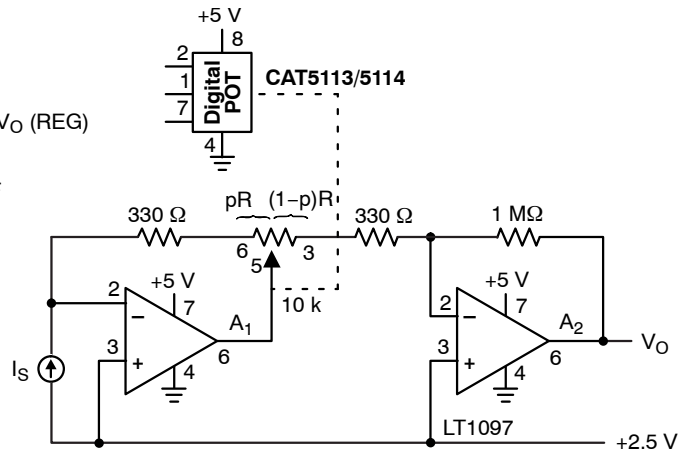 +5 V
8
2
1
7
4
Digital
POT
CAT5113/5114
VO (REG)
330 Ω
pR
(1−p)R
330 Ω
1 MΩ
6
5
3
10 k
+5 V
7
2
−
3
+
4
A1
6
IS
+5 V
7
2
−
3
+
4
A2
6
VO
LT1097
+2.5 V